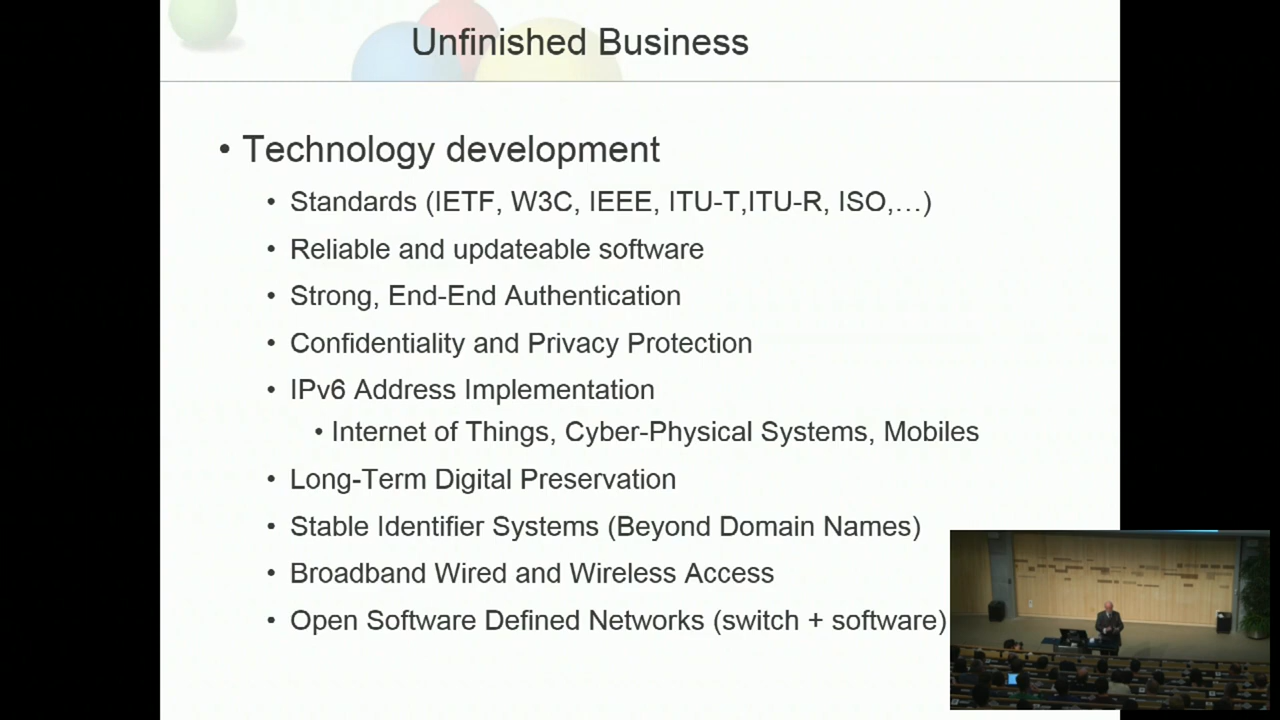 Unfinished Business
• Technology development
• Standards (IETF, W3C, IEEE, ITU-T,ITU-R, ISO,…)
• Reliable and updateable software
• Strong, End-End Authentication
• Confidentiality and Privacy Protection
• IPv6 Address Implementation
• Internet of Things, Cyber-Physical Systems, Mobiles
• Long-Term Digital Preservation
• Stable Identifier Systems (Beyond Domain Names)
• Broadband Wired and Wireless Access
• Open Software Defined Networks (switch + software)